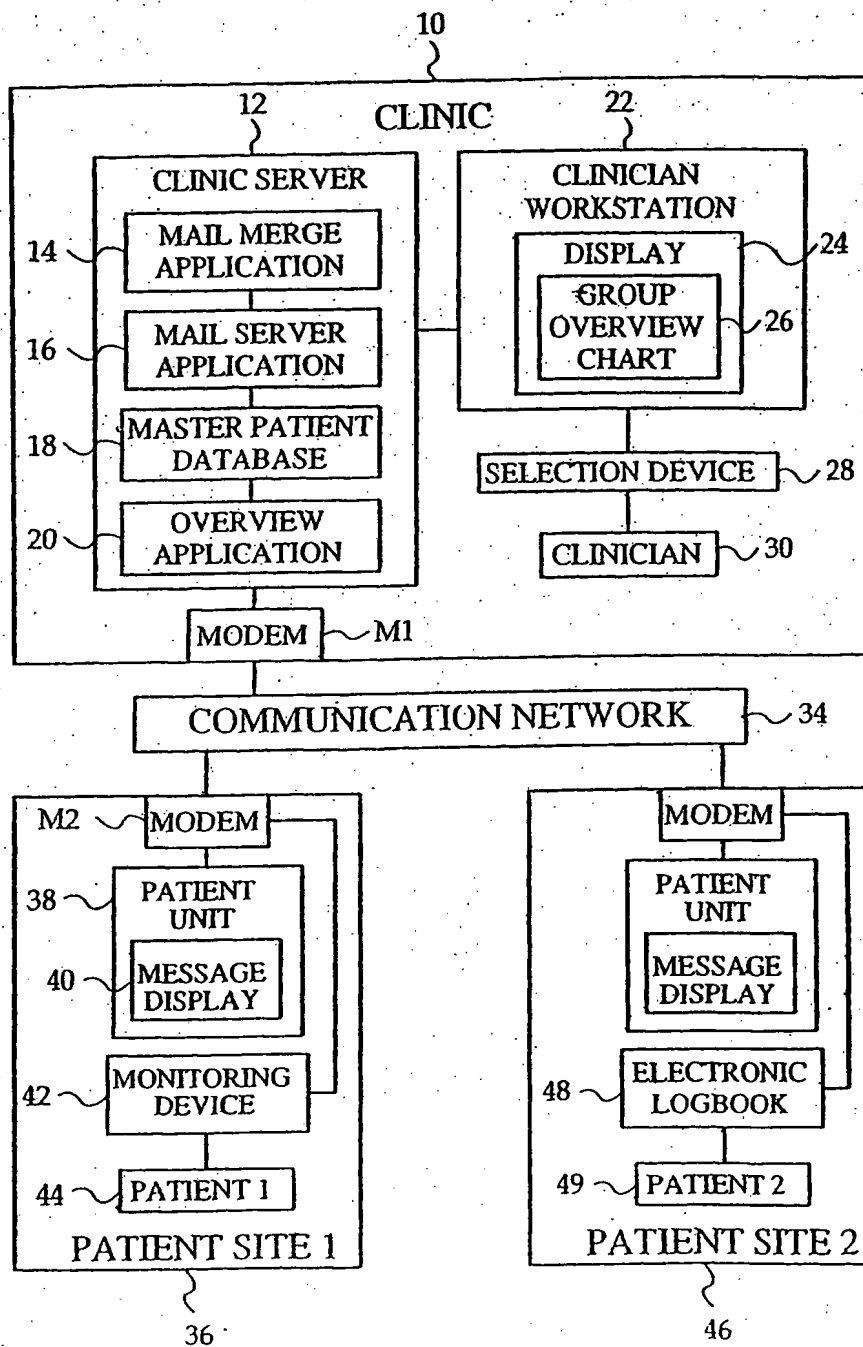 10
12
CLINIC
22
CLINIC SERVER
14
MAIL MERGE
APPLICATION
16
MAIL SERVER
APPLICATION
18
MASTER PATIENT
DATABASE
20
OVERVIEW
APPLICATION
CLINICIAN
WORKSTATION
DISPLAY
24
GROUP
OVERVIEW
CHART
26
SELECTION DEVICE
28
CLINICIAN
30
MODEM
M1
COMMUNICATION NETWORK
34
M2
MODEM
38
PATIENT
UNIT
40
MESSAGE
DISPLAY
42
MONITORING
DEVICE
44
PATIENT 1
PATIENT SITE 1
36
MODEM
PATIENT
UNIT
MESSAGE
DISPLAY
48
ELECTRONIC
LOGBOOK
49
PATIENT 2
PATIENT SITE 2
46